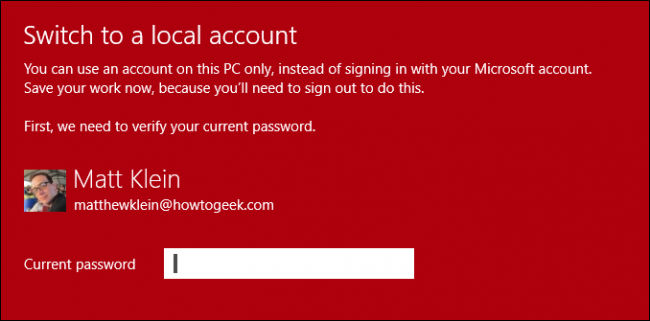 Switch to a local account
You can use an account on this PC only, instead of signing in with your Microsoft account.
Save your work now, because you'll need to sign out to do this.
First, we need to verify your current password.
Matt Klein
matthewklein@howtogeek.com
Current password